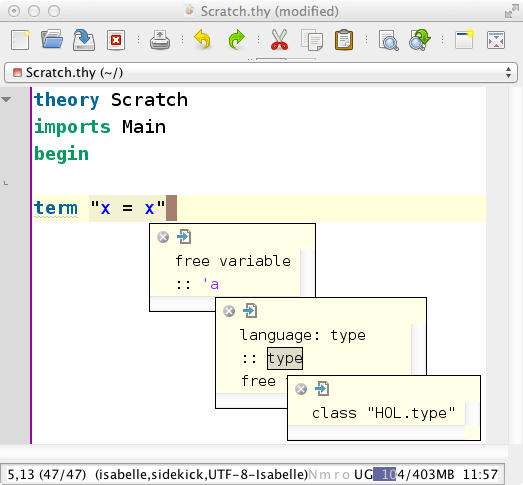 Scratch.thy (modified)
Scratch.thy (~/)
theory Scratch
imports Main
begin
term "x = x"
free variable
:: 'a
language: type
:: type
free
class "HOL.type"
5,13 (47/47) (isabelle,sidekick,UTF-8-Isabelle)Nmro UG 104/403MB 11:57